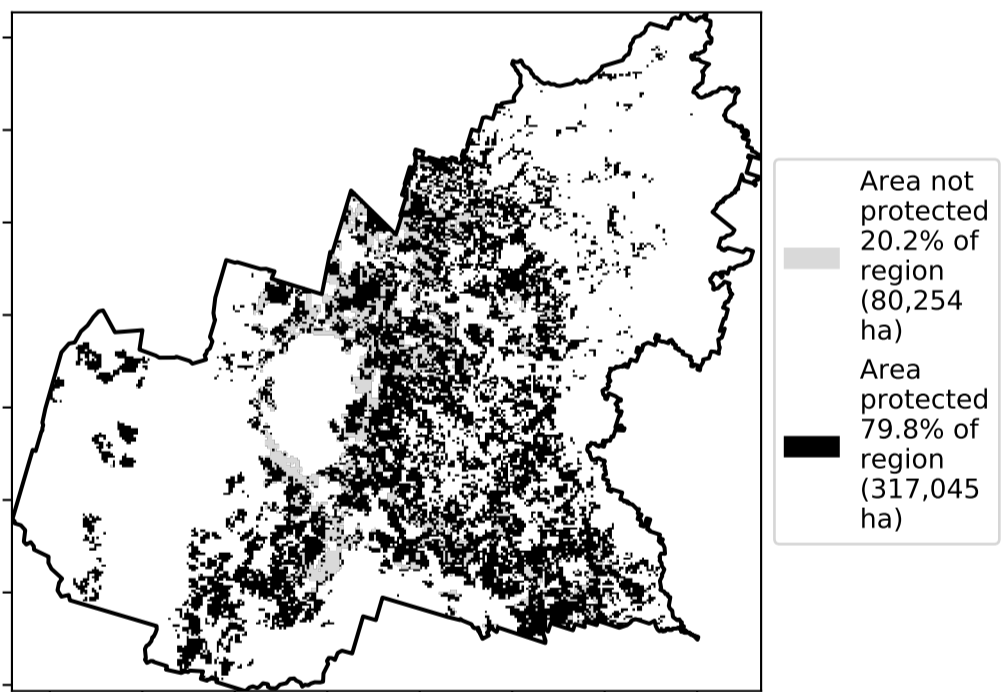 Area not
protected
20.2% of
region
(80,254
ha)
Area
protected
79.8% of
region
(317,045
ha)